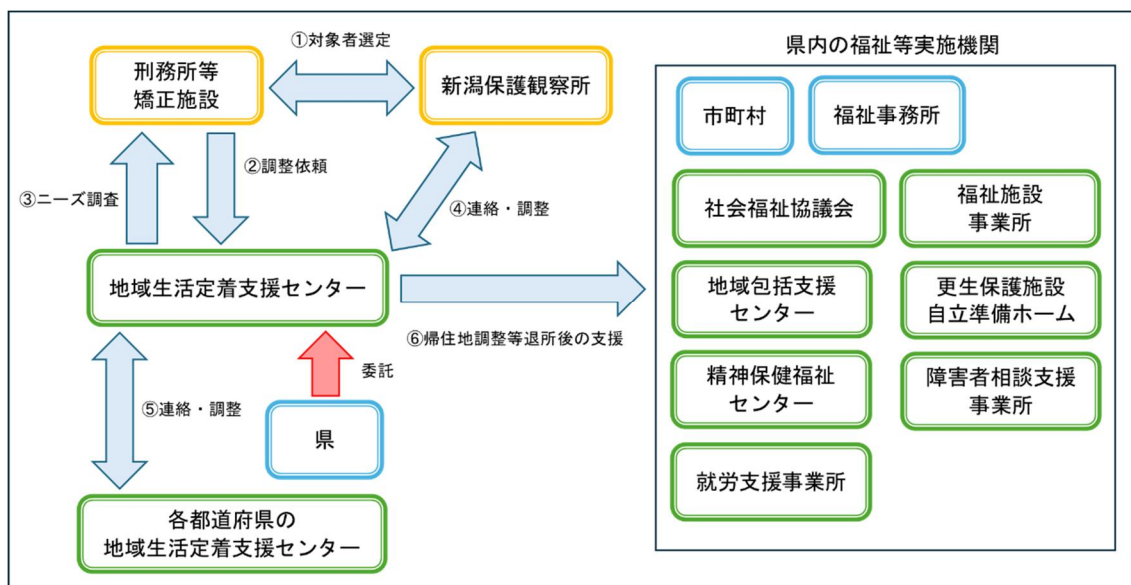 ①対象者選定
県内の福祉等実施機関
刑務所等
矯正施設
新潟保護観察所
市町村
福祉事務所
②調整依頼
③ニーズ調査
④連絡・調整
社会福祉協議会
福祉施設
事業所
地域生活定着支援センター
地域包括支援
センター
更生保護施設
自立準備ホーム
⑥帰住地調整等退所後の支援
委託
精神保健福祉
センター
障害者相談支援
事業所
⑤連絡・調整
県
就労支援事業所
各都道府県の
地域生活定着支援センター